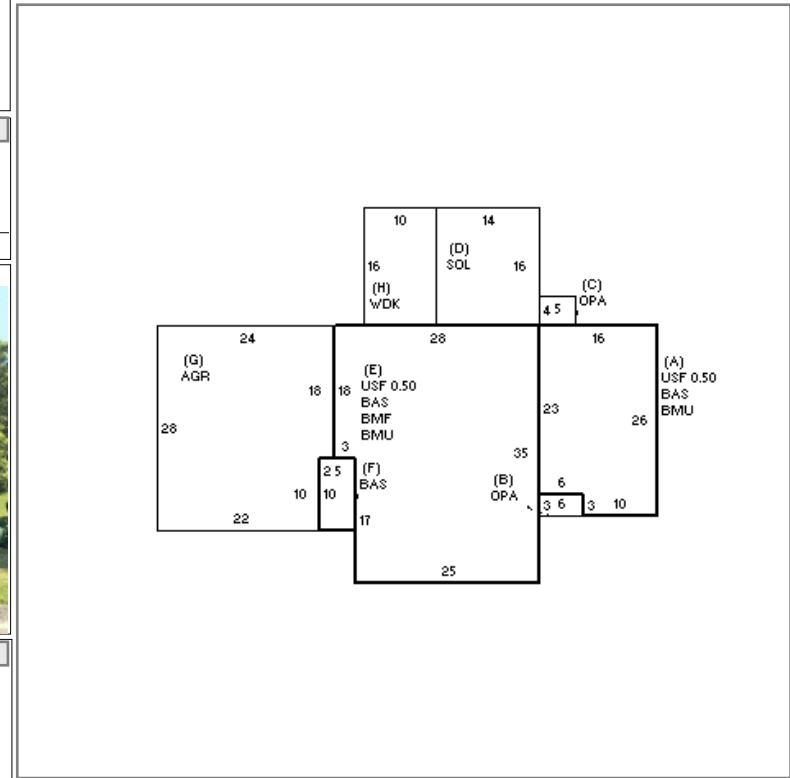 10
14
(D)
SOL
16
16
(H)
WDK
(C)
OPA
4 5
24
28
16
(G)
AGR
(E)
USF 0.50
BAS
BMF
BMU
(A)
USF 0.50
BAS
BMU
18
18
23
26
28
3
35
2 5
(F)
BAS
(B)
OPA
6
10
10
3 6
3
10
22
17
25